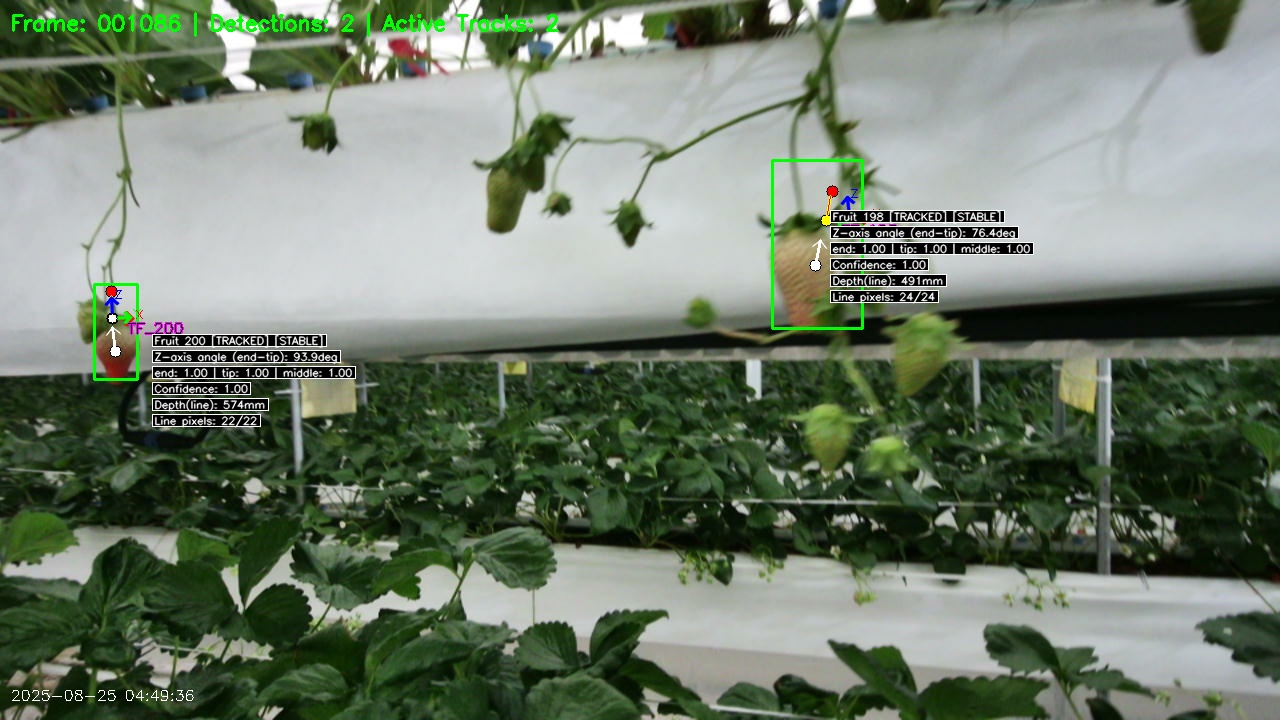 Frame: 001086 | Detections: 2 | Active Tracks: 2
Z
Fruit 198 [TRACKED] [STABLE]
Z-axis angle (end-tip): 76.4deg
end: 1.00 | tip: 1.00 | middle: 1.00
Confidence: 1.00
Depth(line): 491mm
Line pixels: 24/24
Z
X
TF_200
Fruit 200 [TRACKED] [STABLE]
Z-axis angle (end-tip): 93.9deg
end: 1.00 | tip: 1.00 | middle: 1.00
Confidence: 1.00
Depth(line): 574mm
Line pixels: 22/22
2025-08-25 04:49:36